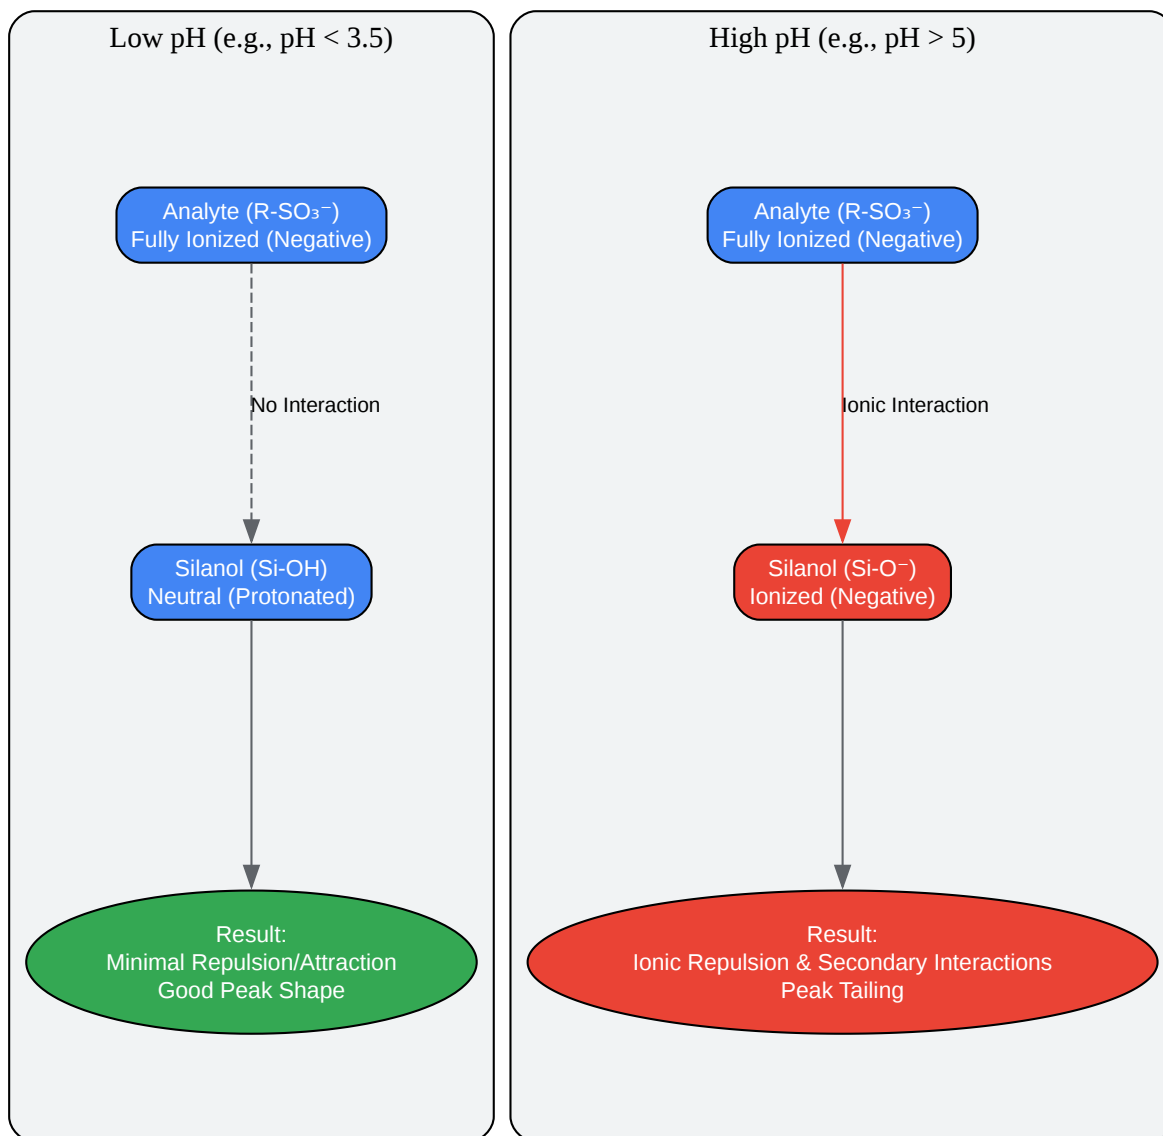 Low pH (e.g., pH < 3.5)
Analyte (R-SO₃⁻)
Fully Ionized (Negative)
No Interaction
Silanol (Si-OH)
Neutral (Protonated)
Result:
Minimal Repulsion/Attraction
Good Peak Shape
High pH (e.g., pH > 5)
Analyte (R-SO₃⁻)
Fully Ionized (Negative)
Ionic Interaction
Silanol (Si-O⁻)
Ionized (Negative)
Result:
Ionic Repulsion & Secondary Interactions
Peak Tailing